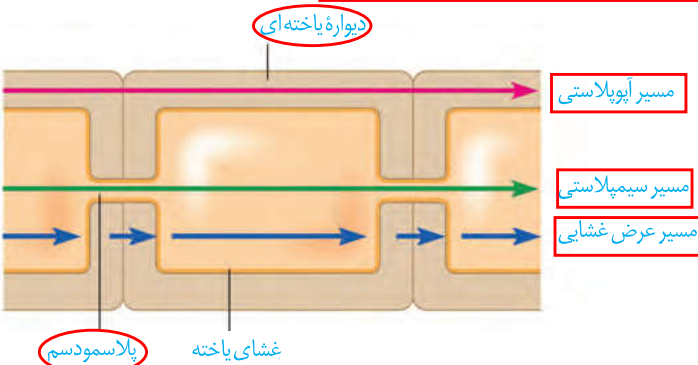 دیوارهٔ یاخته‌ای
مسیر آپوپلاستی
مسیر سیمپلاستی
مسیر عرض غشایی
پلاسمودسم
غشای یاخته